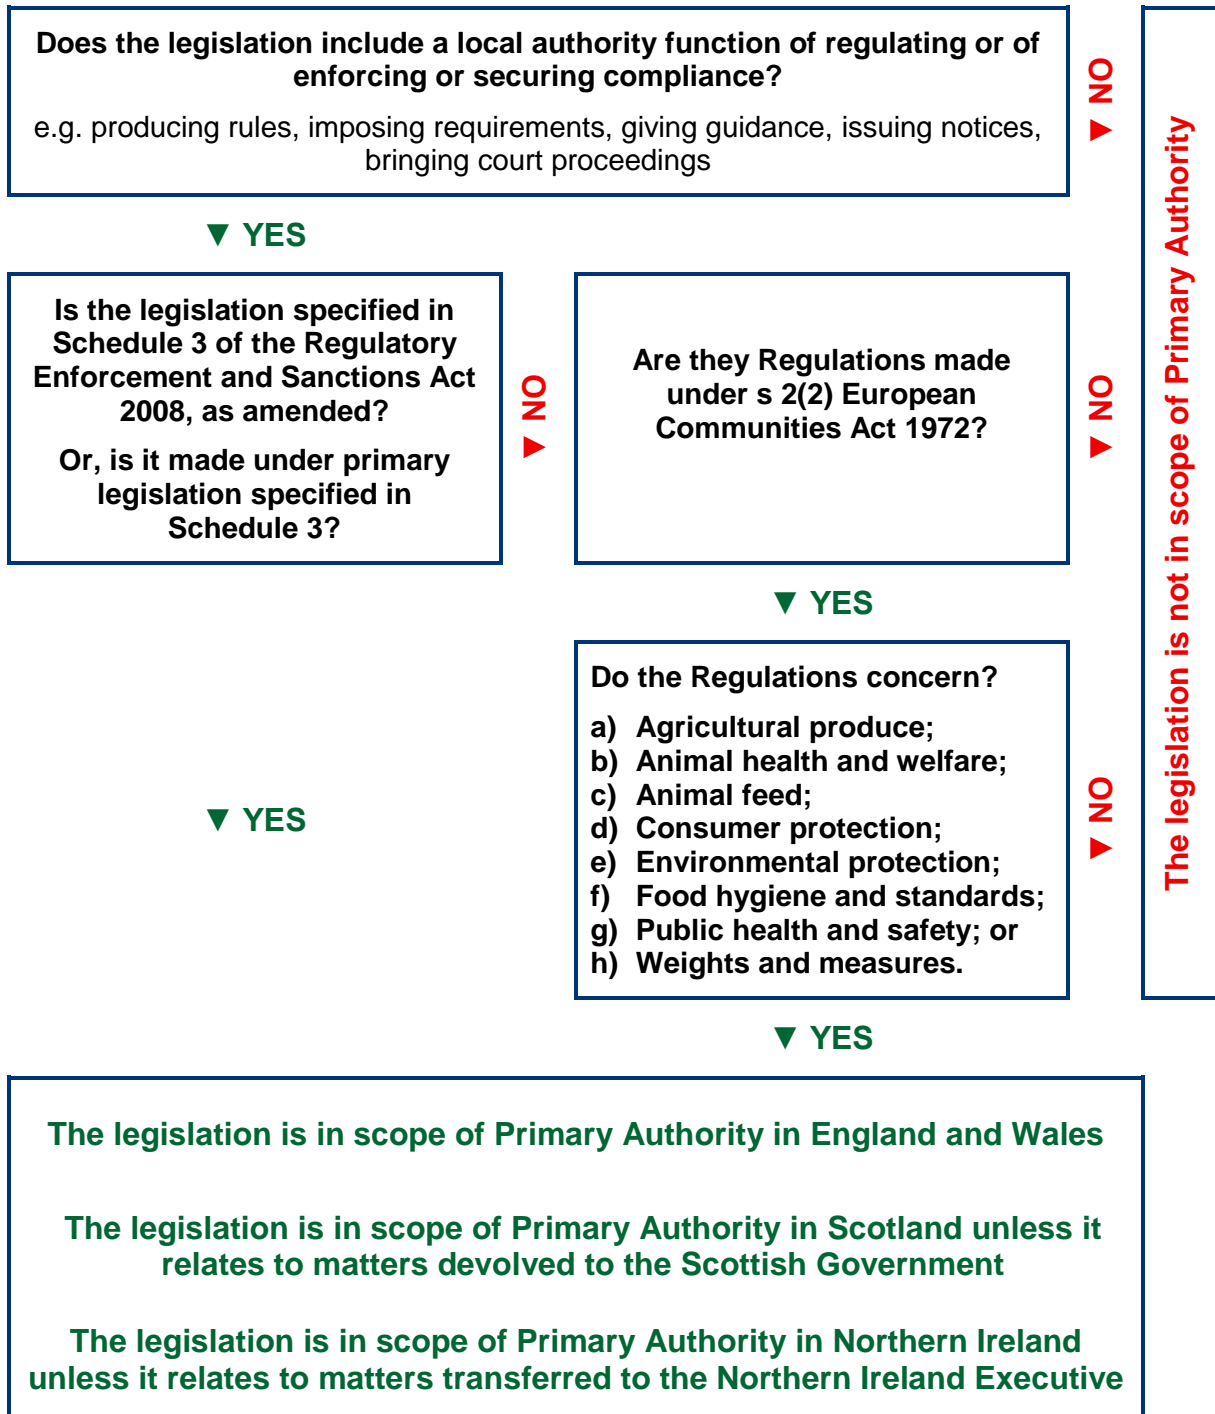 Does the legislation include a local authority function of regulating or of
enforcing or securing compliance?
e.g. producing rules, imposing requirements, giving guidance, issuing notices,
bringing court proceedings
▼ NO
The legislation is not in scope of Primary Authority
▼ YES
Is the legislation specified in
Schedule 3 of the Regulatory
Enforcement and Sanctions Act
2008, as amended?
Or, is it made under primary
legislation specified in
Schedule 3?
▼ NO
Are they Regulations made
under s 2(2) European
Communities Act 1972?
▼ NO
▼ YES
Do the Regulations concern?
a) Agricultural produce;
b) Animal health and welfare;
c) Animal feed;
d) Consumer protection;
e) Environmental protection;
f) Food hygiene and standards;
g) Public health and safety; or
h) Weights and measures.
▼ NO
▼ YES
▼ YES
The legislation is in scope of Primary Authority in England and Wales
The legislation is in scope of Primary Authority in Scotland unless it
relates to matters devolved to the Scottish Government
The legislation is in scope of Primary Authority in Northern Ireland
unless it relates to matters transferred to the Northern Ireland Executive